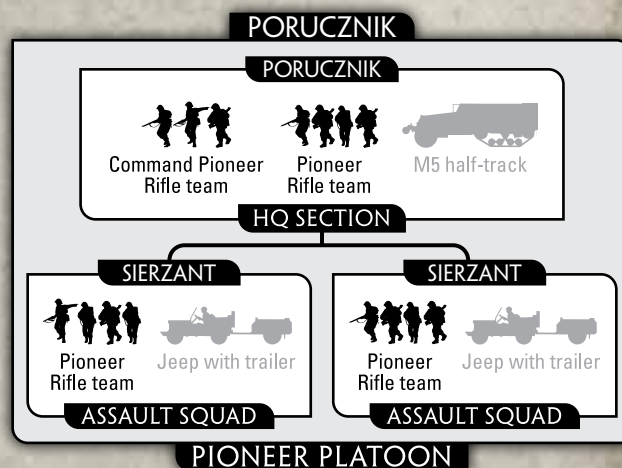 PORUCZNIK
PORUCZNIK
Command Pioneer
Rifle team
Pioneer
Rifle team
M5 half-track
HQ SECTION
SIERZANT
Pioneer
Rifle team
Jeep with trailer
ASSAULT SQUAD
SIERZANT
Pioneer
Rifle team
Jeep with trailer
ASSAULT SQUAD
PIONEER PLATOON